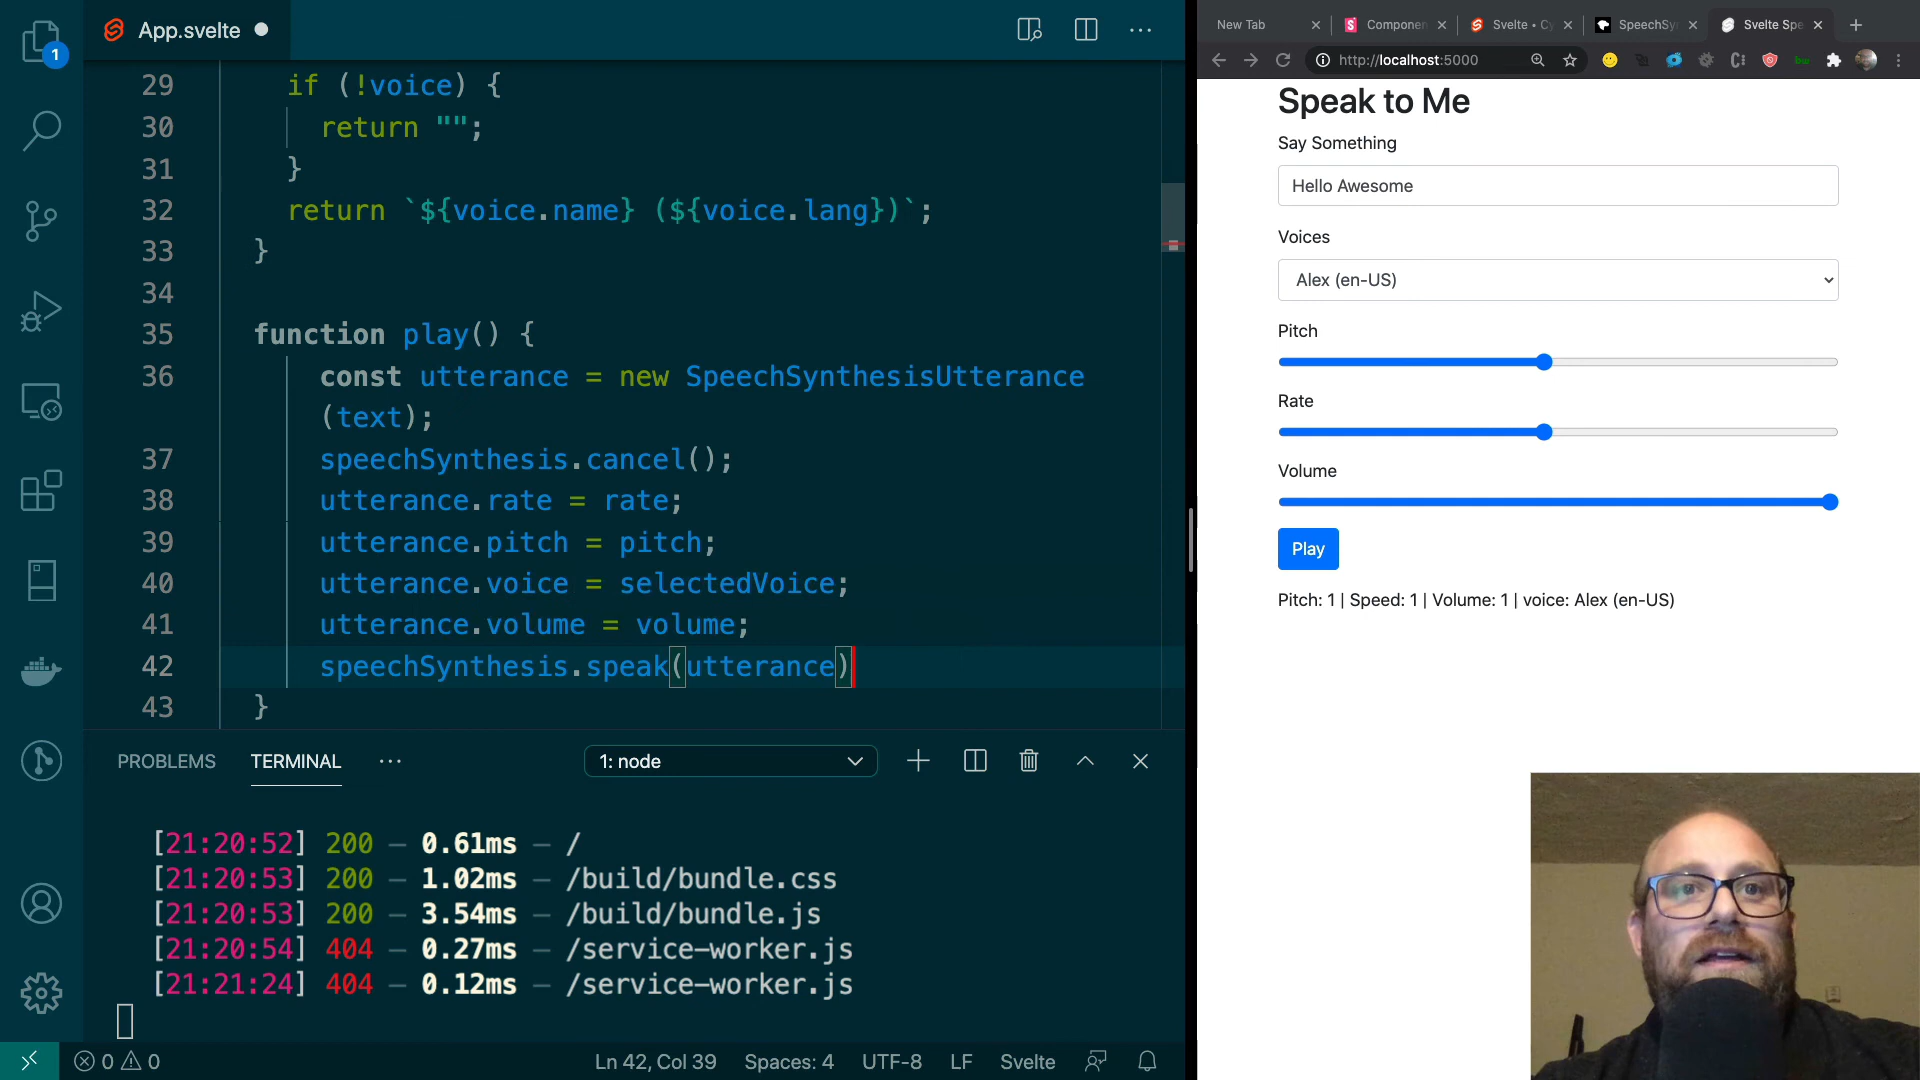 App.svelte
1
29 if (!voice) {
30 return "";
31 }
32 return `${voice.name} (${voice.lang})`;
33 }
34
35 function play() {
36 const utterance = new SpeechSynthesisUtterance
(text);
37 speechSynthesis.cancel();
38 utterance.rate = rate;
39 utterance.pitch = pitch;
40 utterance.voice = selectedVoice;
41 utterance.volume = volume;
42 speechSynthesis.speak(utterance)
43 }
PROBLEMS TERMINAL ··· 1: node
[21:20:52] 200 — 0.61ms — /
[21:20:53] 200 — 1.02ms — /build/bundle.css
[21:20:53] 200 — 3.54ms — /build/bundle.js
[21:20:54] 404 — 0.27ms — /service-worker.js
[21:21:24] 404 — 0.12ms — /service-worker.js
0 0 Ln 42, Col 39 Spaces: 4 UTF-8 LF Svelte
New Tab Componen Svelte • Cy SpeechSy Svelte Spe
http://localhost:5000
Speak to Me
Say Something
Hello Awesome
Voices
Alex (en-US)
Pitch
Rate
Volume
Play
Pitch: 1 | Speed: 1 | Volume: 1 | voice: Alex (en-US)